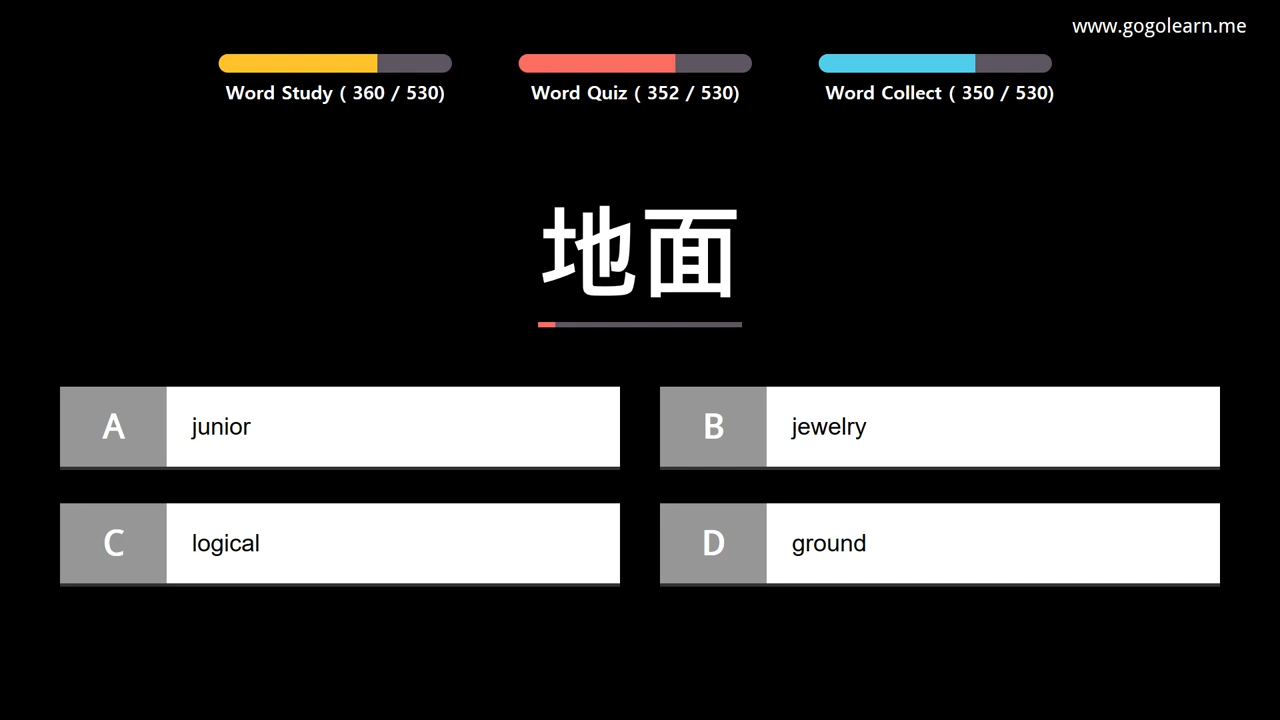 www.gogolearn.me
Word Study ( 360 / 530)
Word Quiz ( 352 / 530)
Word Collect ( 350 / 530)
地面
A junior
B jewelry
C logical
D ground